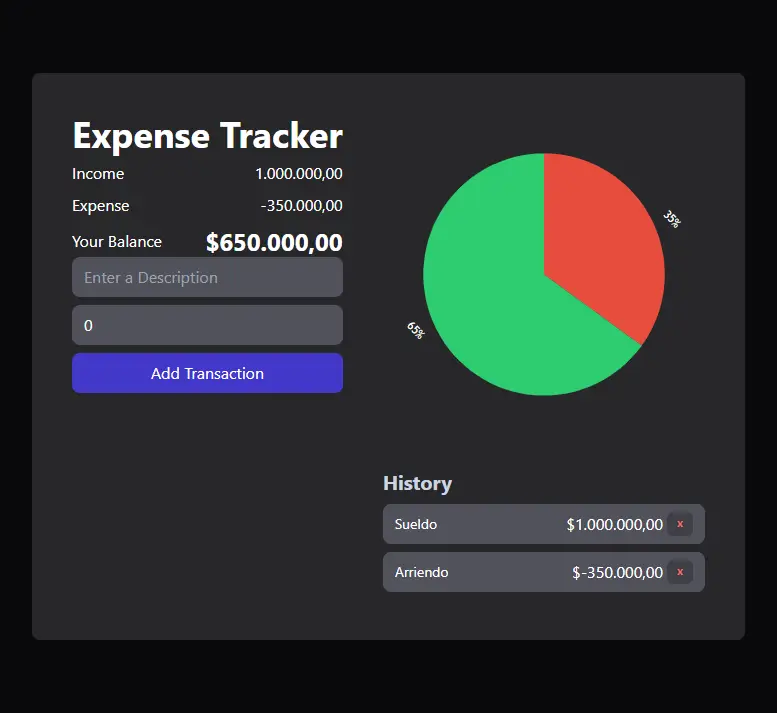 Expense Tracker
Income 1.000.000,00
Expense -350.000,00
Your Balance $650.000,00
Enter a Description
0
Add Transaction
35%
65%
History
Sueldo $1.000.000,00 x
Arriendo $-350.000,00 x